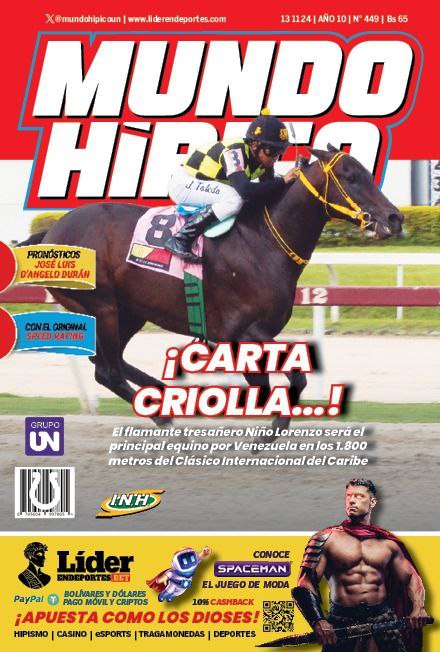 @mundohipicoun | www.liderendeportes.com
13 11 24 | AÑO 10 | N° 449 | Bs 65
MUNDO
HÍPICO
J. Toledo
8
PRONÓSTICOS
JOSÉ LUIS
D'ANGELO DURÁN
12
CON EL ORIGINAL
SPEED RATING
¡CARTA
CRIOLLA...!
El flamante tresañero Niño Lorenzo será el
principal equino por Venezuela en los 1.800
metros del Clásico Internacional del Caribe
GRUPO
UN
INH
Líder
ENDEPORTES.BET
CONOCE
SPACEMAN
EL JUEGO DE MODA
PayPal
BOLÍVARES Y DÓLARES
PAGO MÓVIL Y CRIPTOS
10% CASHBACK
¡APUESTA COMO LOS DIOSES!
HIPISMO | CASINO | eSPORTS | TRAGAMONEDAS | DEPORTES